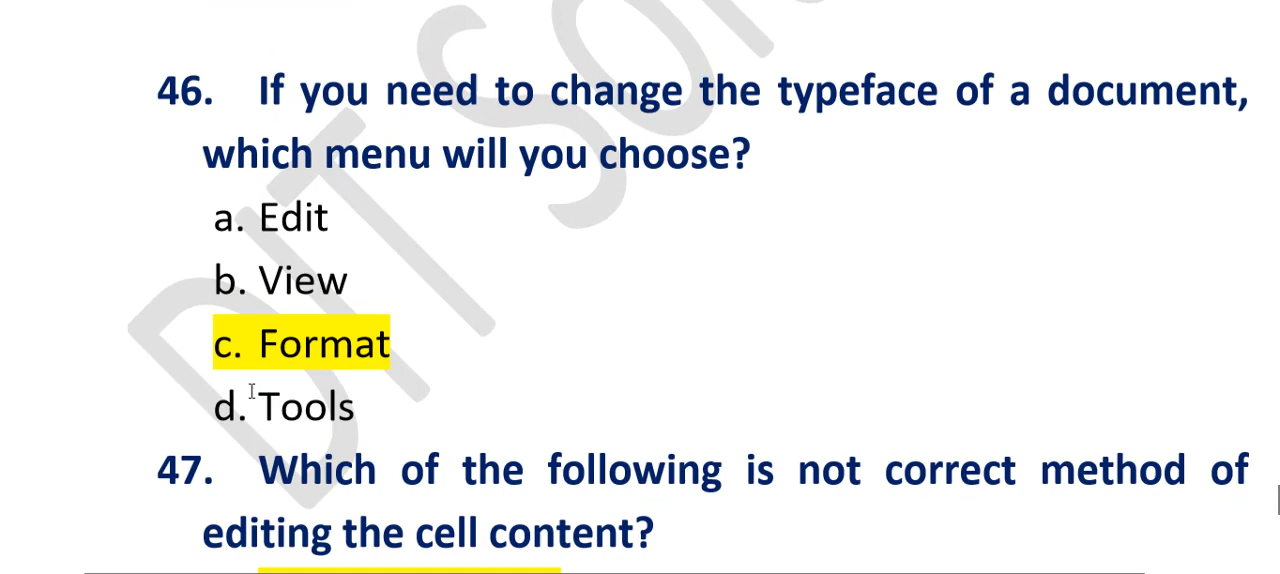 46. If you need to change the typeface of a document,
which menu will you choose?
a. Edit
b. View
c. Format
d. Tools
47. Which of the following is not correct method of
editing the cell content?